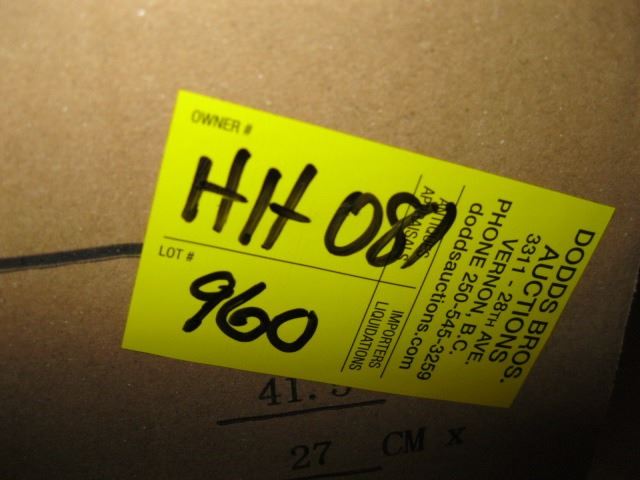 OWNER #
HH 087
LOT #
960
DODDS BROS.
AUCTIONS
3311 - 28TH AVE.
VERNON, B.C.
PHONE 250-545-3259
doddsauctions.com
ANTIQUES
APPRAISALS
IMPORTERS
LIQUIDATIONS
41.5
27 CM x